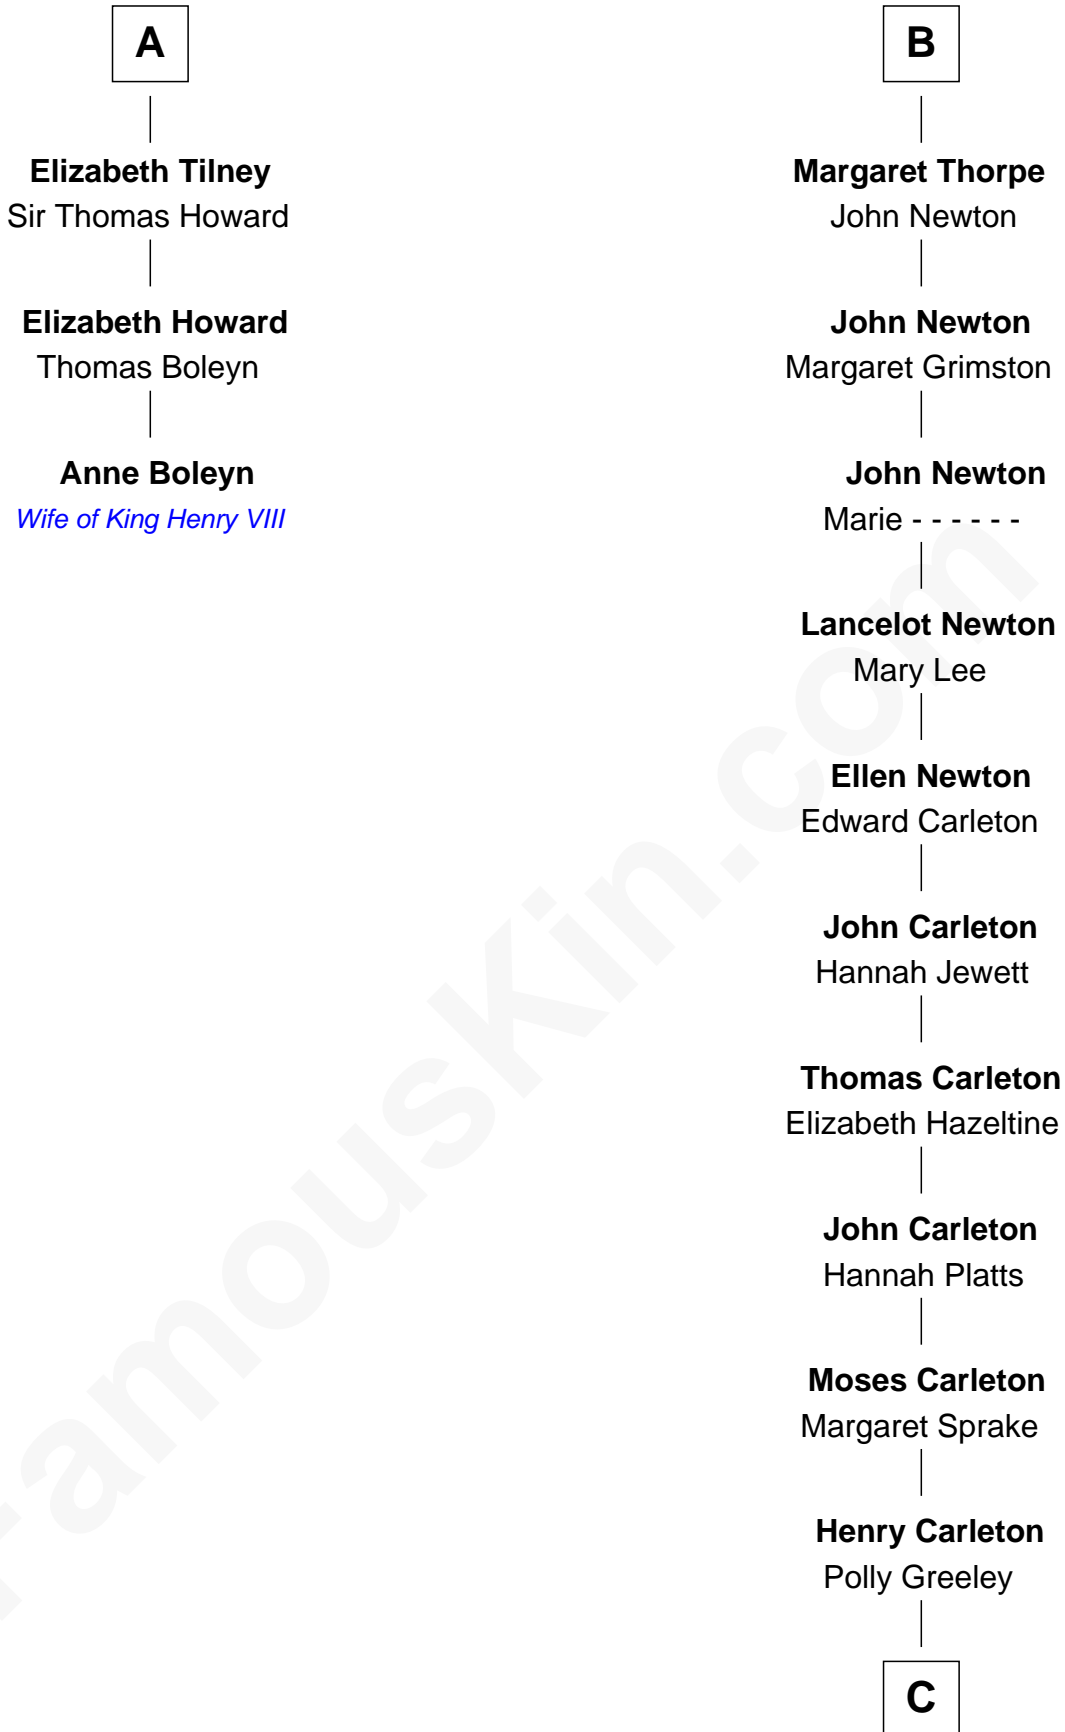 A
Elizabeth Tilney
Sir Thomas Howard
Elizabeth Howard
Thomas Boleyn
Anne Boleyn
Wife of King Henry VIII
B
Margaret Thorpe
John Newton
John Newton
Margaret Grimston
John Newton
Marie - - - - - -
Lancelot Newton
Mary Lee
Ellen Newton
Edward Carleton
John Carleton
Hannah Jewett
Thomas Carleton
Elizabeth Hazeltine
John Carleton
Hannah Platts
Moses Carleton
Margaret Sprake
Henry Carleton
Polly Greeley
C
FamousKin.com